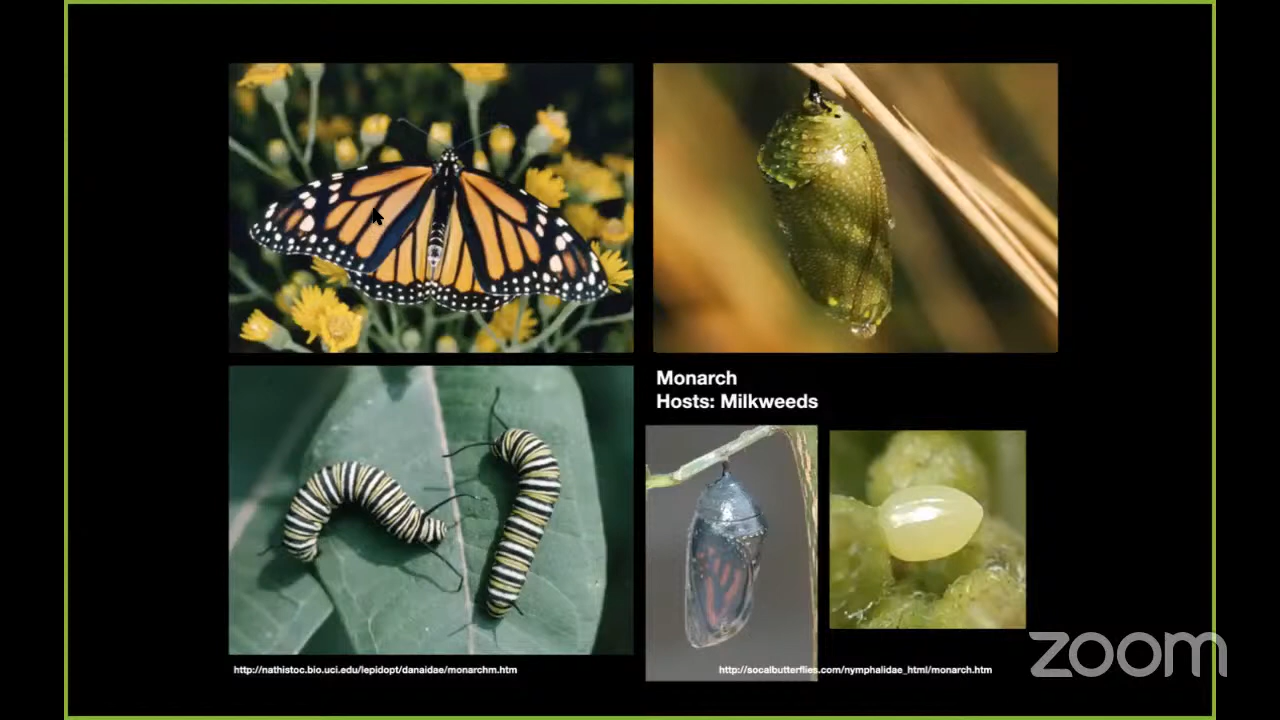 Monarch
Hosts: Milkweeds
http://nathistoc.bio.uci.edu/lepidopt/danaidae/monarchm.htm
http://socalbutterflies.com/nymphalidae_html/monarch.htm
zoom